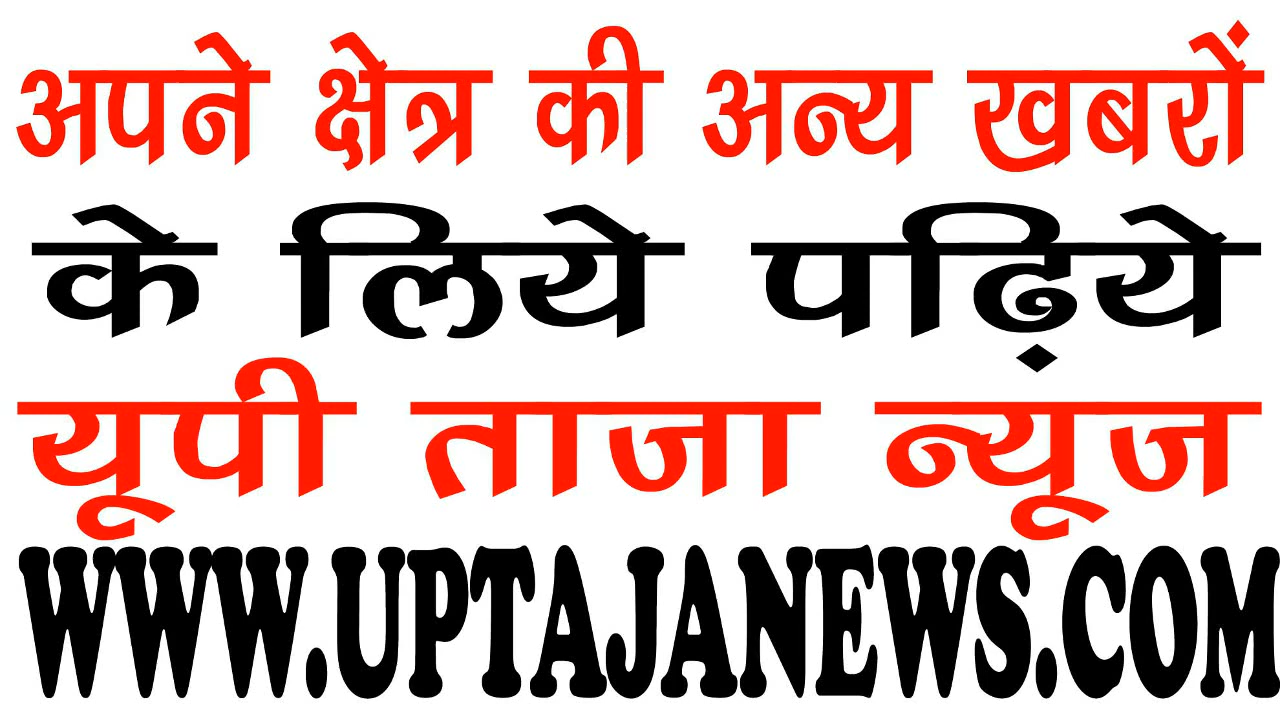 अपने क्षेत्र की अन्य खबरों
के लिये पढ़िये
यूपी ताजा न्यूज
WWW.UPTAJANEWS.COM